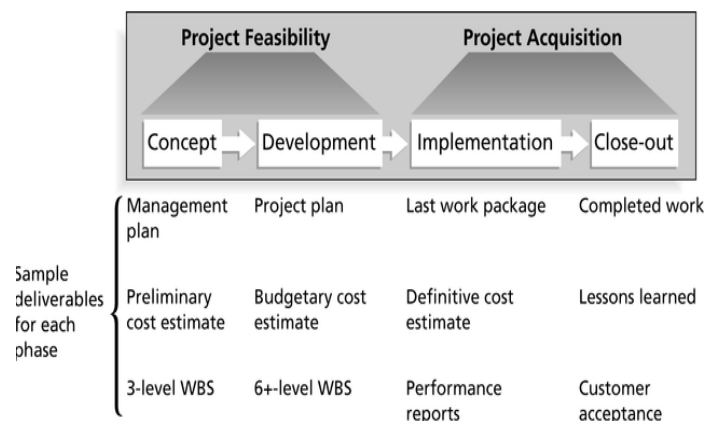 Project Feasibility
Project Acquisition
Concept
Development
Implementation
Close-out
Sample
deliverables
for each
phase
Management
plan
Project plan
Last work package
Completed work
Preliminary
cost estimate
Budgetary cost
estimate
Definitive cost
estimate
Lessons learned
3-level WBS
6+-level WBS
Performance
reports
Customer
acceptance